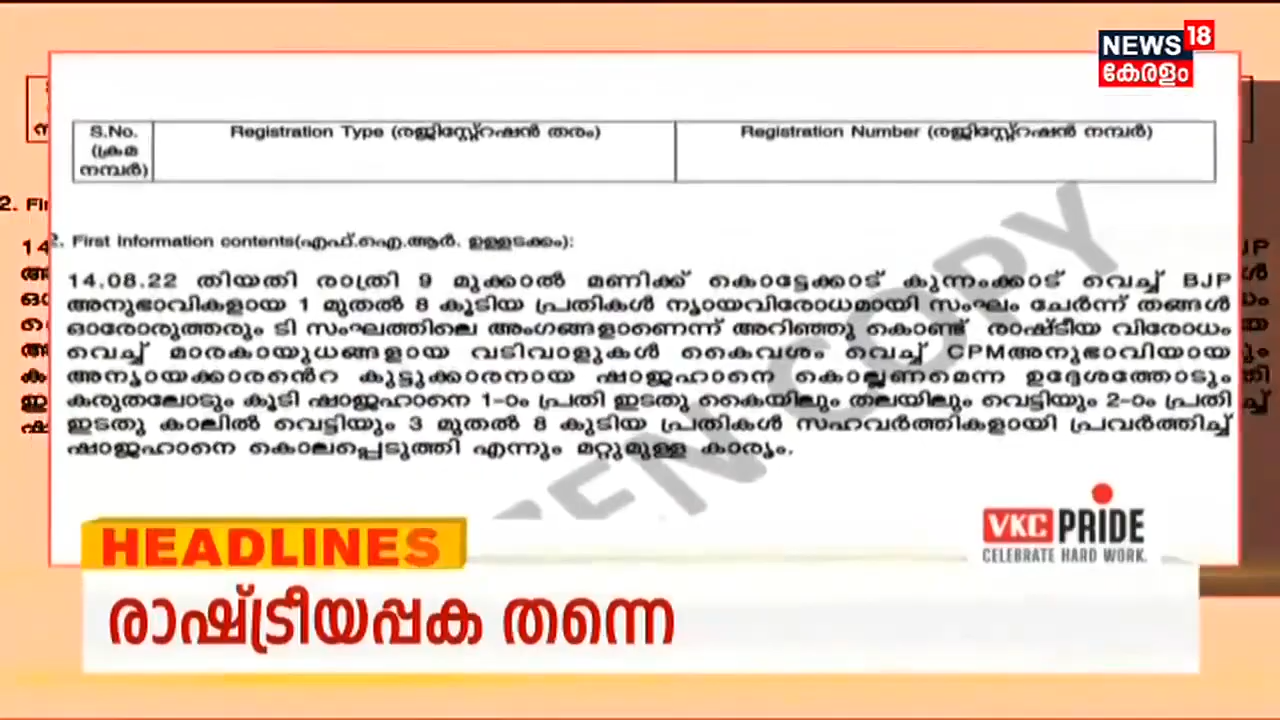 NEWS 18
കേരളം
S.No. (ക്രമ നമ്പർ) Registration Type (രജിസ്റ്റ്രേഷൻ തരം) Registration Number (രജിസ്റ്റ്രേഷൻ നമ്പർ)
2. First Information contents(എഫ്.ഐ.ആർ. ഉള്ളടക്കം):
14.08.22 തിയതി രാത്രി 9 മുക്കാൽ മണിക്ക് കൊട്ടേക്കാട് കുന്നംക്കാട് വെച്ച് BJP
അനുഭാവികളായ 1 മുതൽ 8 കൂടിയ പ്രതികൾ ന്യായവിരോധമായി സംഘം ചേർന്ന് തങ്ങൾ
ഓരോരുത്തരും ടി സംഘത്തിലെ അംഗങ്ങളാണെന്ന് അറിഞ്ഞു കൊണ്ട് രാഷ്ടീയ വിരോധം
വെച്ച് മാരകായുധങ്ങളായ വടിവാളുകൾ കൈവശം വെച്ച് CPMഅനുഭാവിയായ
അന്യായക്കാരൻെറ കൂട്ടുക്കാരനായ ഷാജഹാനെ കൊല്ലണമെന്ന ഉദ്ദേശത്തോടും
കരുതലോടും കൂടി ഷാജഹാനെ 1-ാം പ്രതി ഇടതു കൈയിലും തലയിലും വെട്ടിയും 2-ാം പ്രതി
ഇടതു കാലിൽ വെട്ടിയും 3 മുതൽ 8 കൂടിയ പ്രതികൾ സഹവർത്തികളായി പ്രവർത്തിച്ച്
ഷാജഹാനെ കൊലപ്പെടുത്തി എന്നും മറ്റുമുള്ള കാര്യം.
EN COPY
HEADLINES
VKC PRIDE
CELEBRATE HARD WORK.
രാഷ്ട്രീയപ്പക തന്നെ